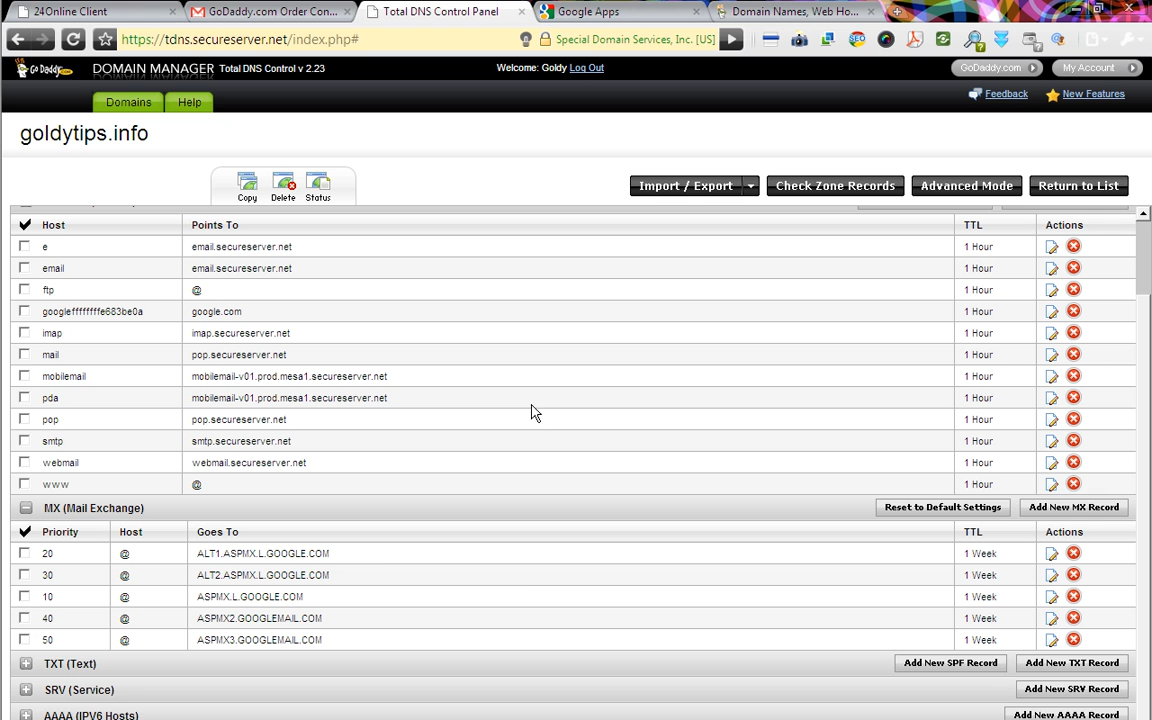 24Online Client
GoDaddy.com Order Con...
Total DNS Control Panel
Google Apps
Domain Names, Web Ho...
https://tdns.secureserver.net/index.php#
Special Domain Services, Inc. [US]
Go Daddy.com
DOMAIN MANAGER Total DNS Control v 2.23
Welcome: Goldy Log Out
GoDaddy.com
My Account
Domains
Help
Feedback
New Features
goldytips.info
Copy
Delete
Status
Import / Export
Check Zone Records
Advanced Mode
Return to List
Host Points To TTL Actions
e email.secureserver.net 1 Hour
email email.secureserver.net 1 Hour
ftp @ 1 Hour
googleffffffffe683be0a google.com 1 Hour
imap imap.secureserver.net 1 Hour
mail pop.secureserver.net 1 Hour
mobilemail mobilemail-v01.prod.mesa1.secureserver.net 1 Hour
pda mobilemail-v01.prod.mesa1.secureserver.net 1 Hour
pop pop.secureserver.net 1 Hour
smtp smtp.secureserver.net 1 Hour
webmail webmail.secureserver.net 1 Hour
www @ 1 Hour
MX (Mail Exchange) Reset to Default Settings Add New MX Record
Priority Host Goes To TTL Actions
20 @ ALT1.ASPMX.L.GOOGLE.COM 1 Week
30 @ ALT2.ASPMX.L.GOOGLE.COM 1 Week
10 @ ASPMX.L.GOOGLE.COM 1 Week
40 @ ASPMX2.GOOGLEMAIL.COM 1 Week
50 @ ASPMX3.GOOGLEMAIL.COM 1 Week
TXT (Text) Add New SPF Record Add New TXT Record
SRV (Service) Add New SRV Record
AAAA (IPV6 Hosts) Add New AAAA Record